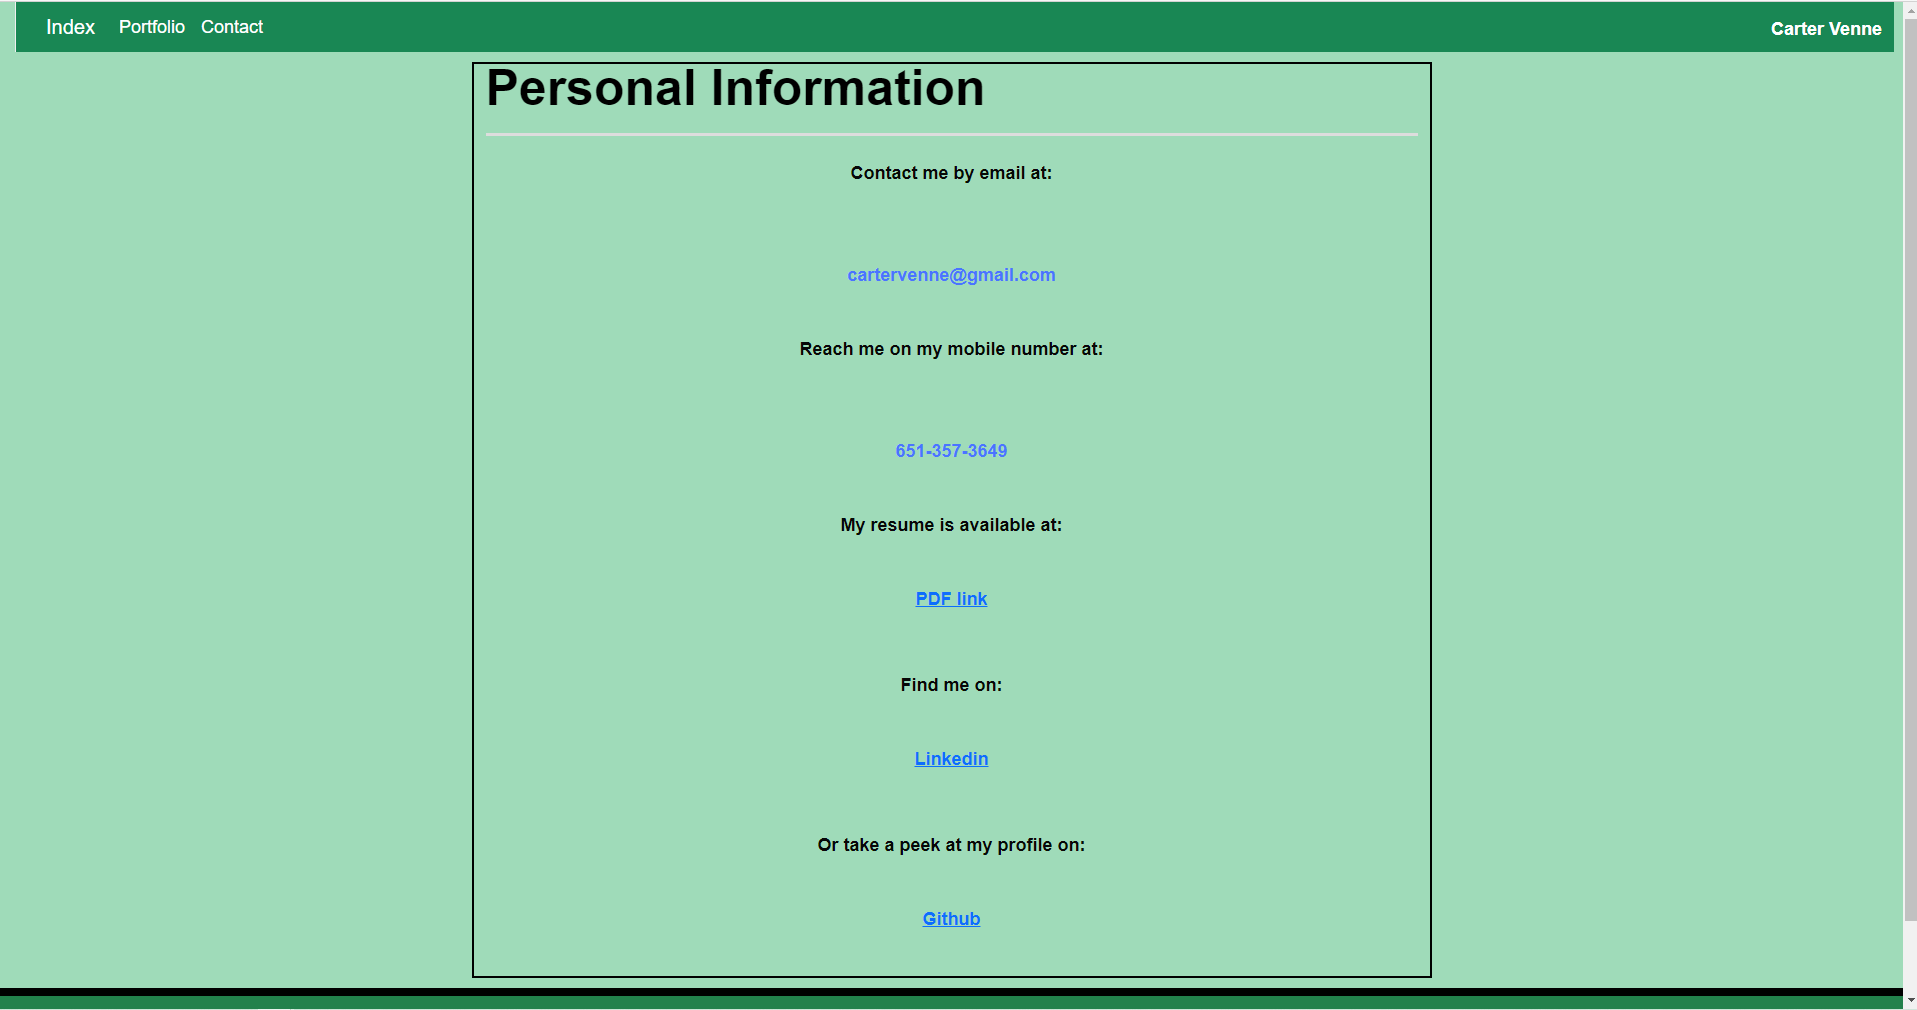 Index Portfolio Contact Carter Venne
Personal Information
Contact me by email at:
cartervenne@gmail.com
Reach me on my mobile number at:
651-357-3649
My resume is available at:
PDF link
Find me on:
Linkedin
Or take a peek at my profile on:
Github